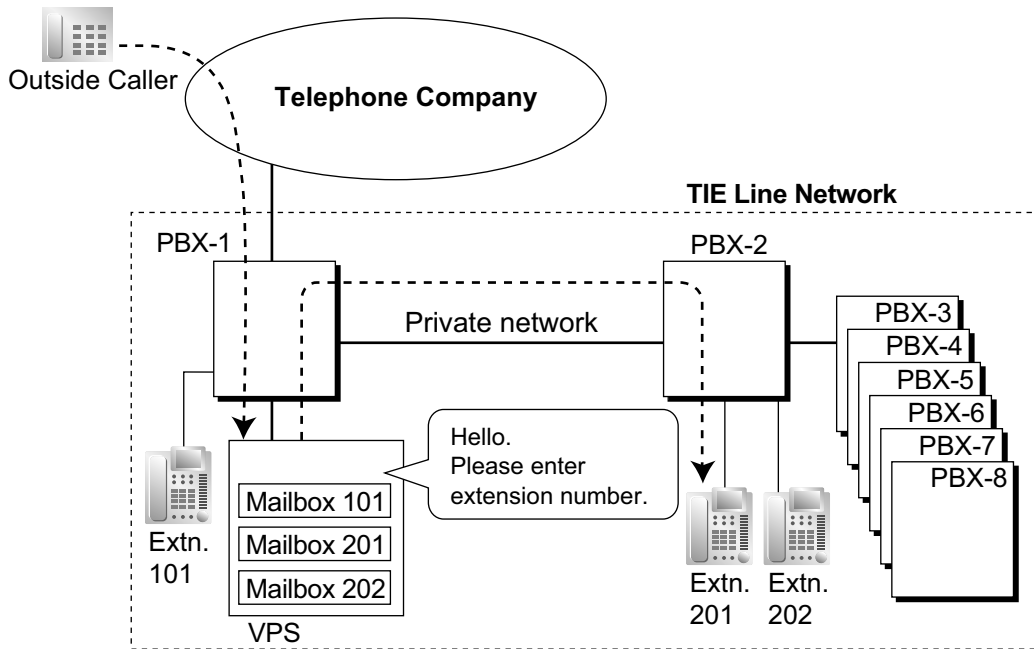 Outside Caller
Telephone Company
TIE Line Network
PBX-1
PBX-2
Private network
PBX-3
PBX-4
PBX-5
PBX-6
PBX-7
PBX-8
Hello.
Please enter
extension number.
Mailbox 101
Mailbox 201
Mailbox 202
Extn.
101
VPS
Extn.
201
Extn.
202